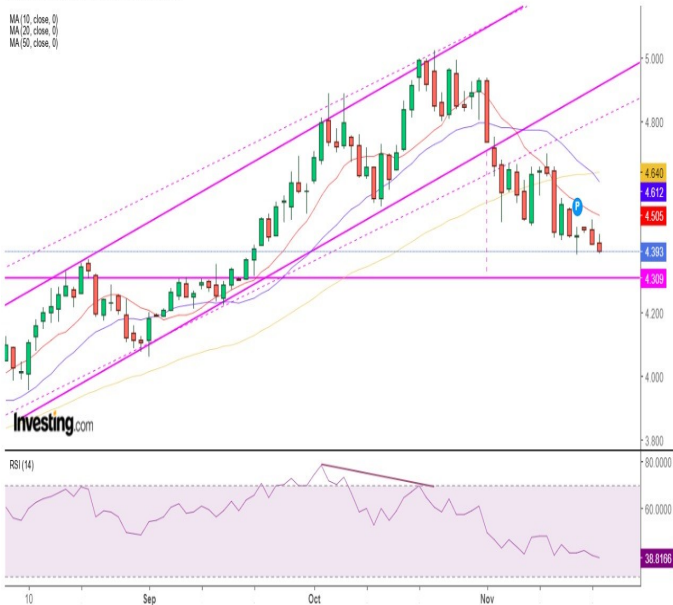 MA (10, close, 0)
MA (20, close, 0)
MA (50, close, 0)
5.000
4.800
4.640
4.612
4.505
4.393
4.309
4.200
4.000
3.800
P
Investing.com
RSI (14)
80.0000
60.0000
38.8166
10
Sep
Oct
Nov